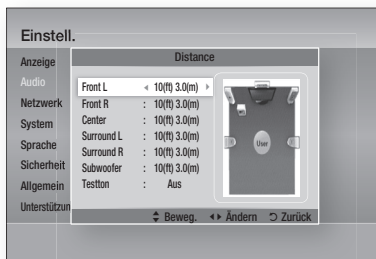 Einstell.
Anzeige
Audio
Netzwerk
System
Sprache
Sicherheit
Allgemein
Unterstützun
Distance
Front L ◀ 10(ft) 3.0(m) ▶
Front R : 10(ft) 3.0(m)
Center : 10(ft) 3.0(m)
Surround L : 10(ft) 3.0(m)
Surround R : 10(ft) 3.0(m)
Subwoofer : 10(ft) 3.0(m)
Testton : Aus
User
Beweg. Ändern Zurück